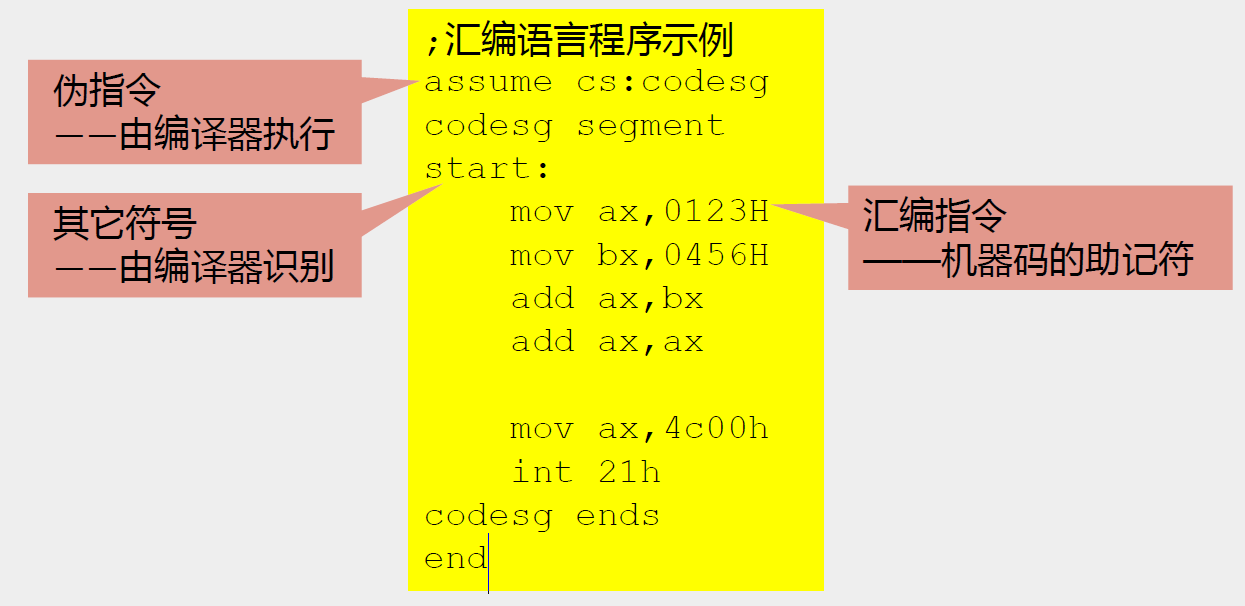 ;汇编语言程序示例
assume cs:codesg
codesg segment
start:
mov ax,0123H
mov bx,0456H
add ax,bx
add ax,ax
mov ax,4c00h
int 21h
codesg ends
end
伪指令
——由编译器执行
其它符号
——由编译器识别
汇编指令
——机器码的助记符